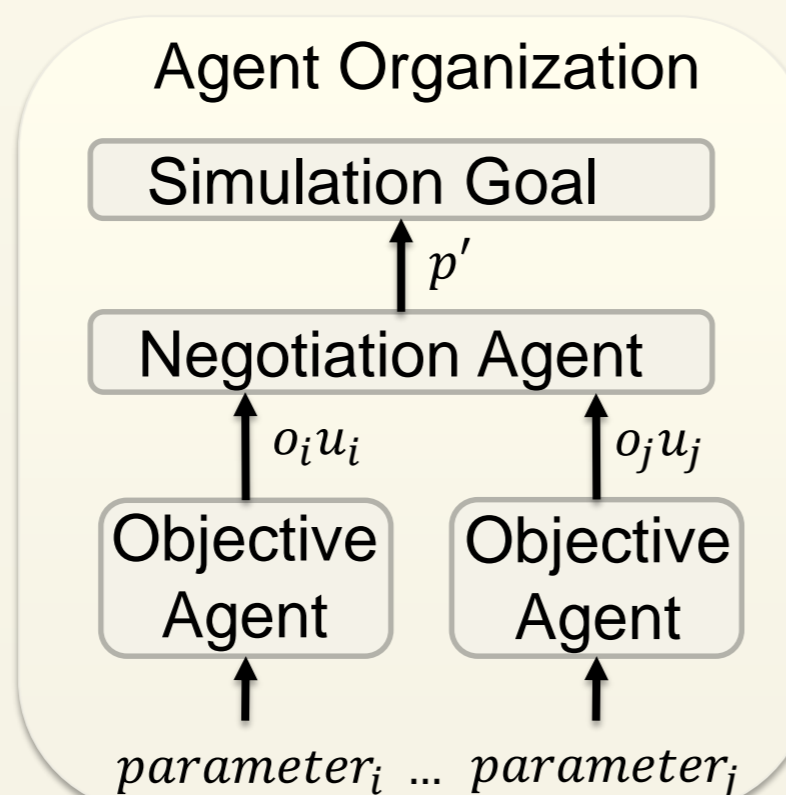 Agent Organization
Simulation Goal
p′
Negotiation Agent
oᵢuᵢ
oⱼuⱼ
Objective
Agent
Objective
Agent
parameterᵢ ... parameterⱼ